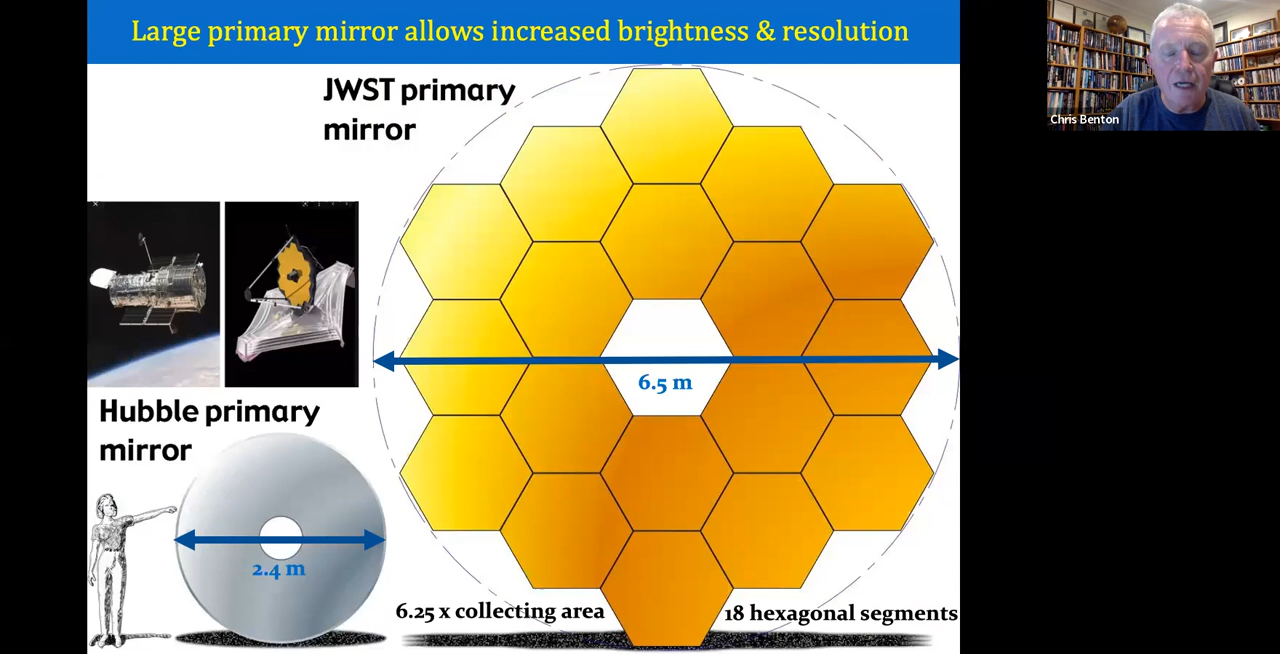 Large primary mirror allows increased brightness & resolution
JWST primary
mirror
Chris Benton
6.5 m
Hubble primary
mirror
2.4 m
6.25 x collecting area
18 hexagonal segments